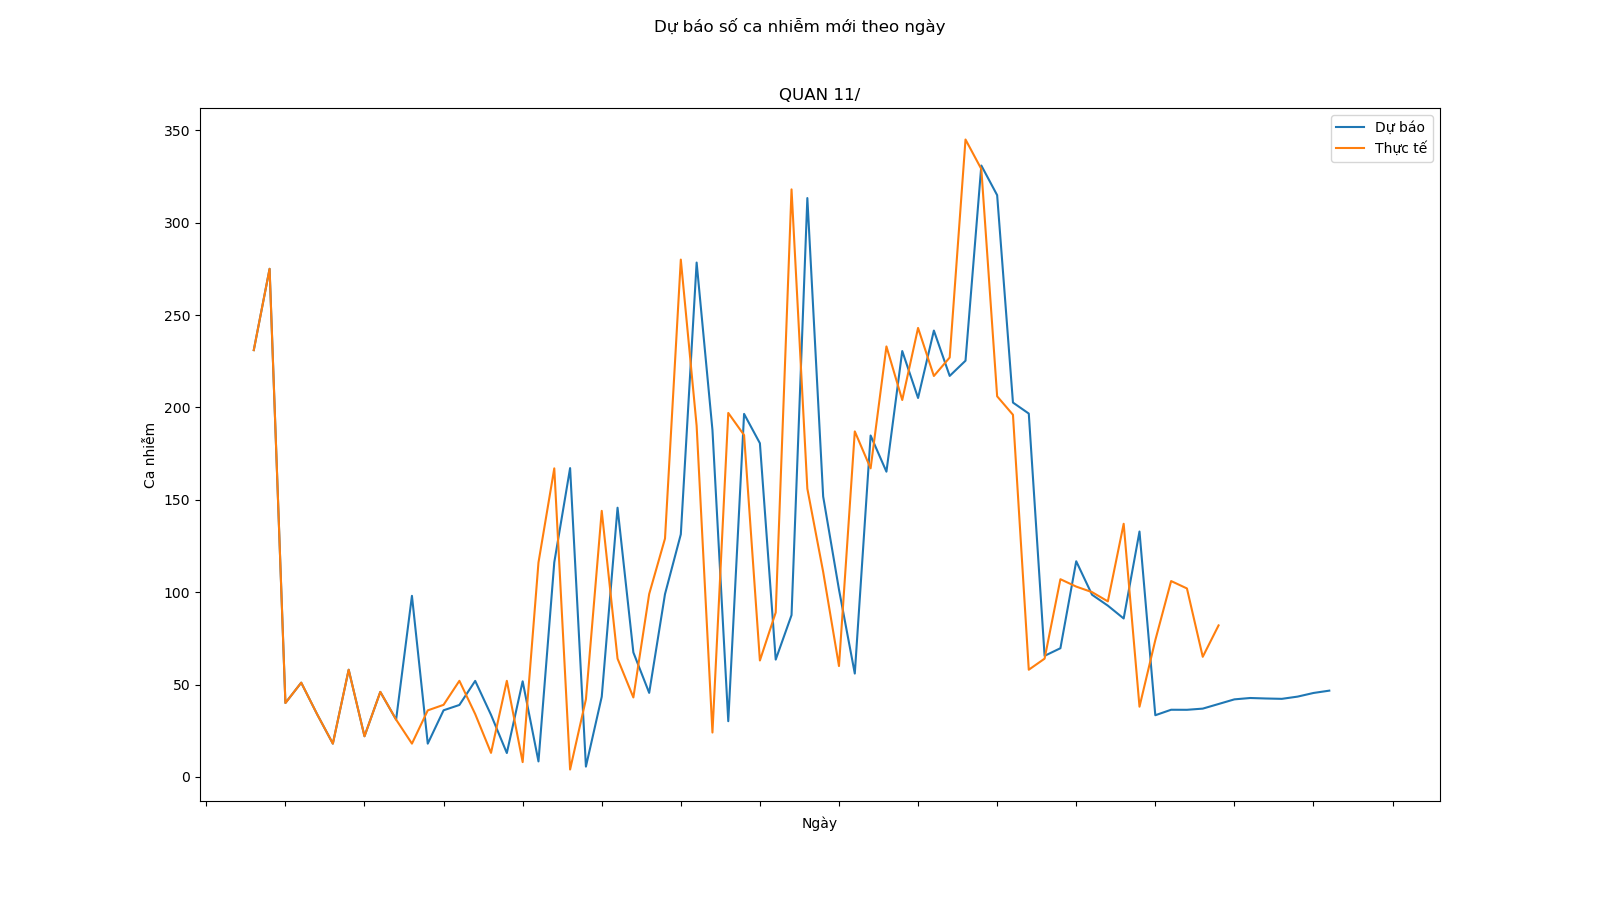 Dự báo số ca nhiễm mới theo ngày
QUAN 11/
Dự báo
Thực tế
350
300
250
200
150
100
50
0
Ca nhiễm
Ngày